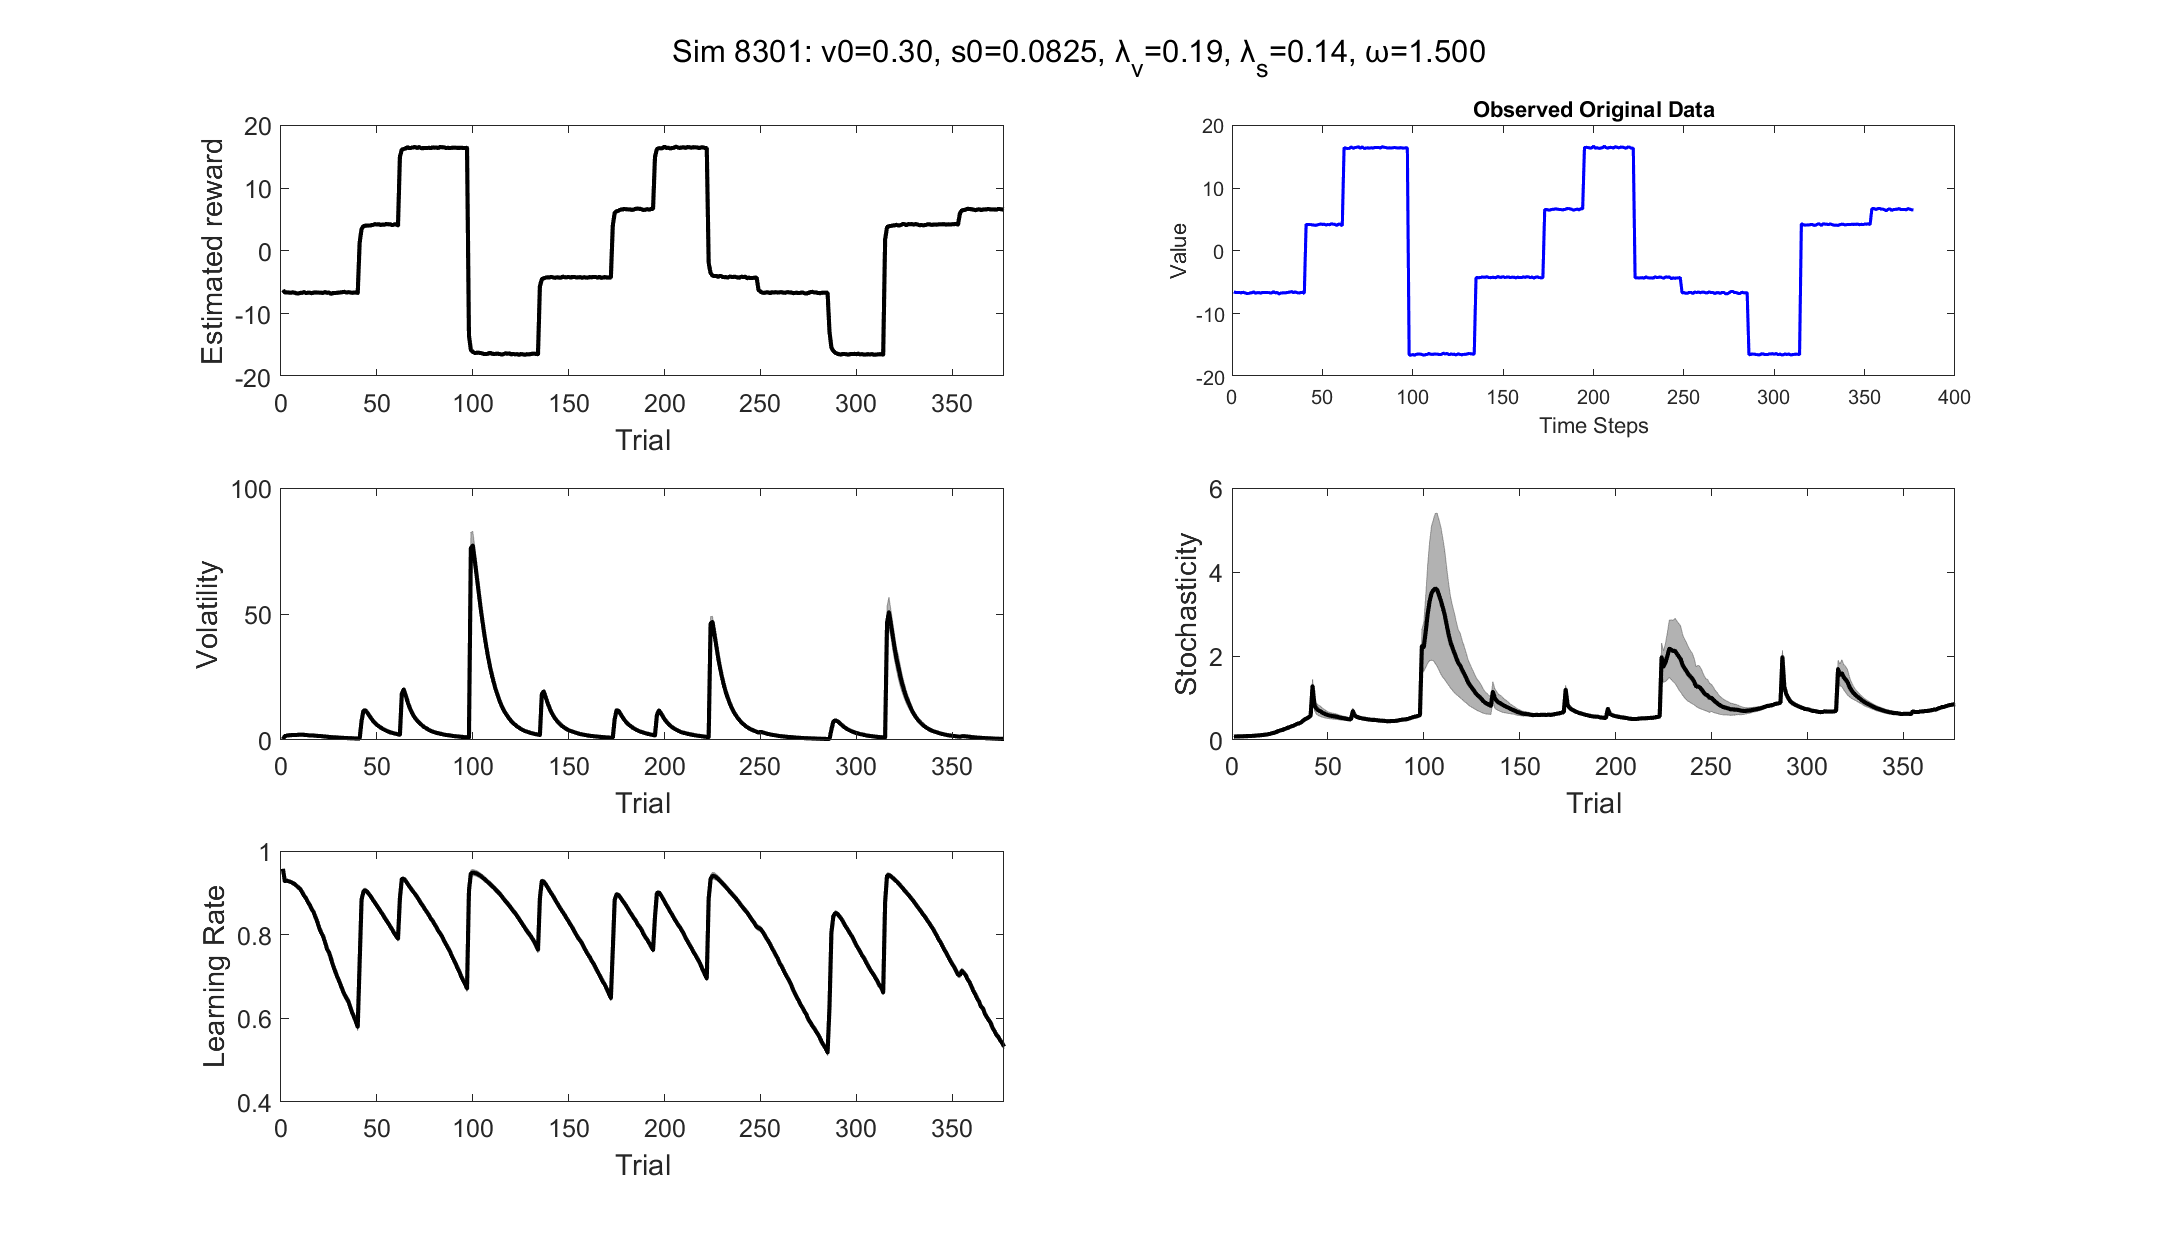 Sim 8301: v0=0.30, s0=0.0825, λ_v=0.19, λ_s=0.14, ω=1.500
Estimated reward
20
10
0
-10
-20
0 50 100 150 200 250 300 350
Trial
Observed Original Data
Value
20
10
0
-10
-20
0 50 100 150 200 250 300 350 400
Time Steps
Volatility
100
50
0
0 50 100 150 200 250 300 350
Trial
Stochasticity
6
4
2
0
0 50 100 150 200 250 300 350
Trial
Learning Rate
1
0.8
0.6
0.4
0 50 100 150 200 250 300 350
Trial